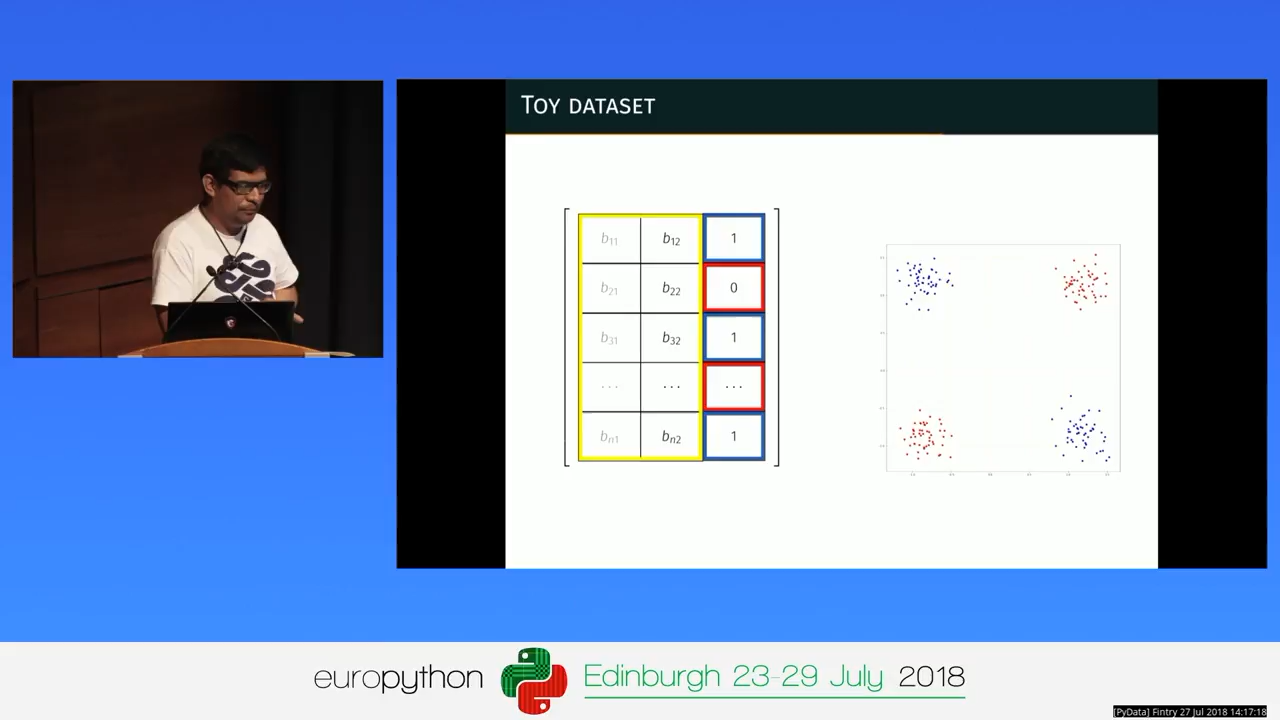 TOY DATASET
b11 b12 1
b21 b22 0
b31 b32 1
... ... ...
bn1 bn2 1
europython Edinburgh 23-29 July 2018
[PyData] Fintry 27 Jul 2018 14:17:18